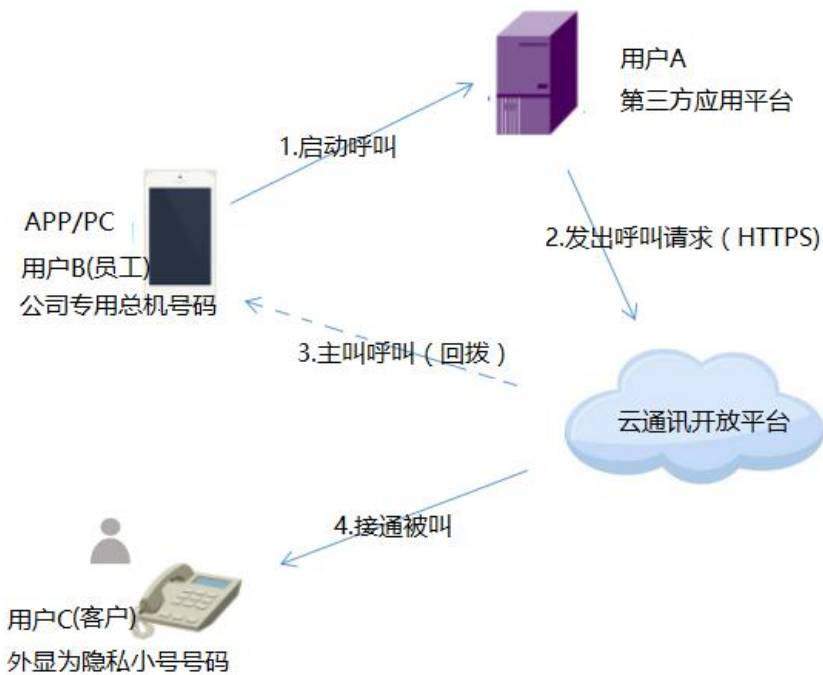 用户A
第三方应用平台
1.启动呼叫
APP/PC
用户B(员工)
公司专用总机号码
2.发出呼叫请求（HTTPS)
3.主叫呼叫（回拨）
云通讯开放平台
4.接通被叫
用户C(客户)
外显为隐私小号号码